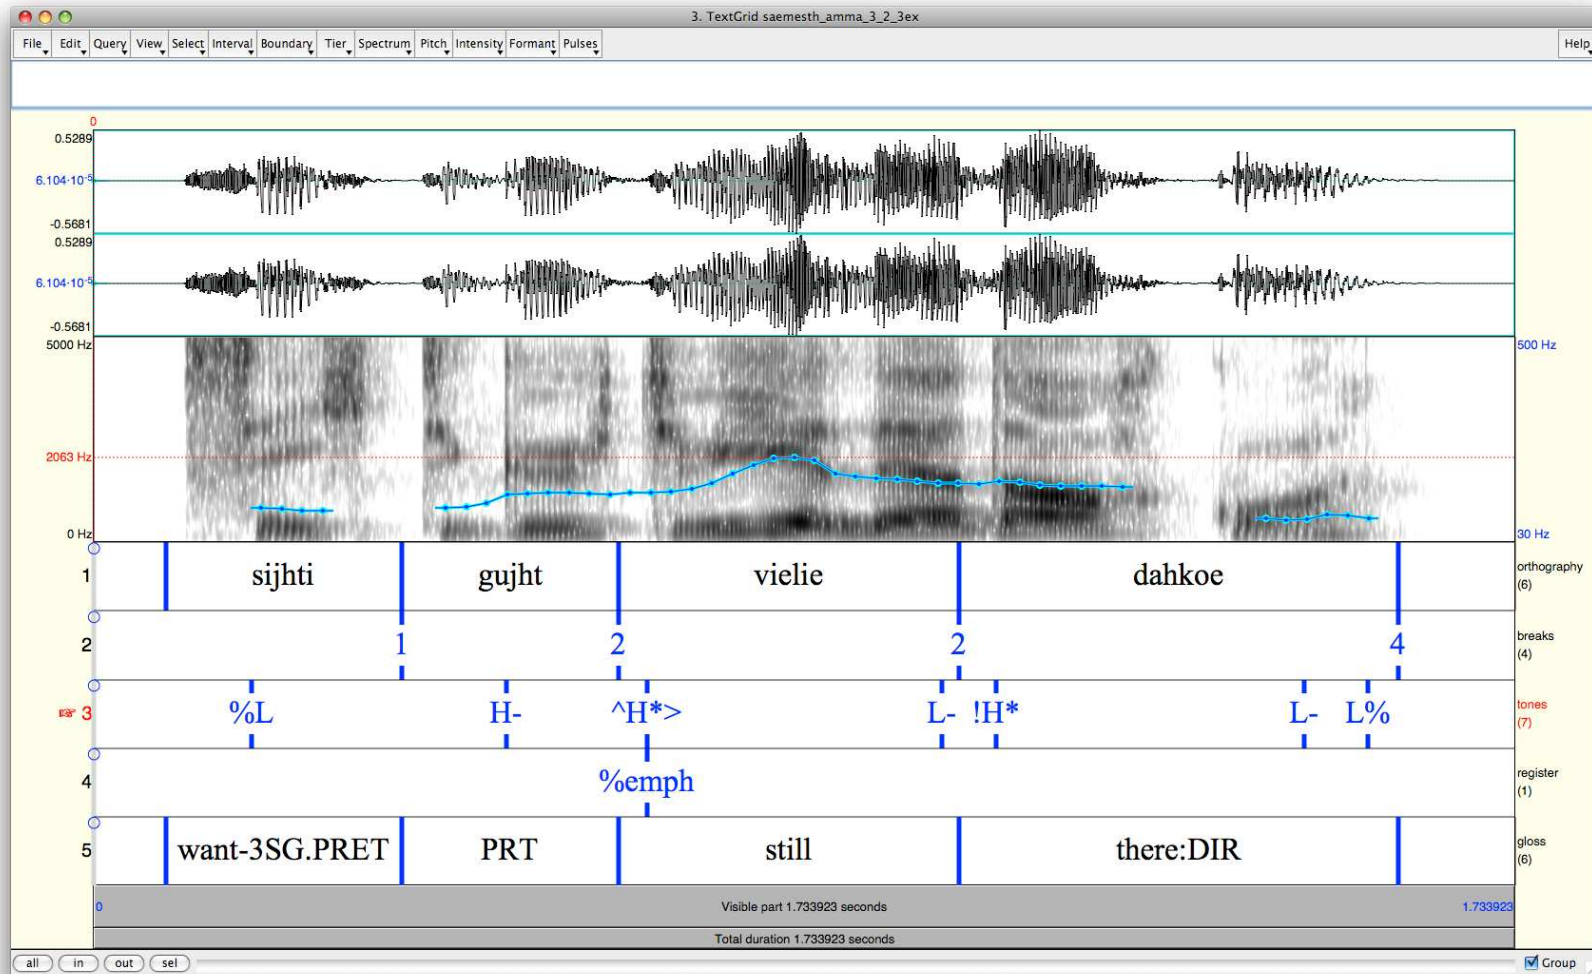 3. TextGrid saemesth_amma_3_2_3ex
File Edit Query View Select Interval Boundary Tier Spectrum Pitch Intensity Formant Pulses Help
0
0.5289
6.104·10⁻⁵
-0.5681
0.5289
6.104·10⁻⁵
-0.5681
5000 Hz 500 Hz
2063 Hz
0 Hz 30 Hz
1 sijhti gujht vielie dahkoe orthography (6)
2 1 2 2 4 breaks (4)
3 %L H- ^H*> L- !H* L- L% tones (7)
4 %emph register (1)
5 want-3SG.PRET PRT still there:DIR gloss (6)
0 Visible part 1.733923 seconds 1.733923
Total duration 1.733923 seconds
all in out sel Group